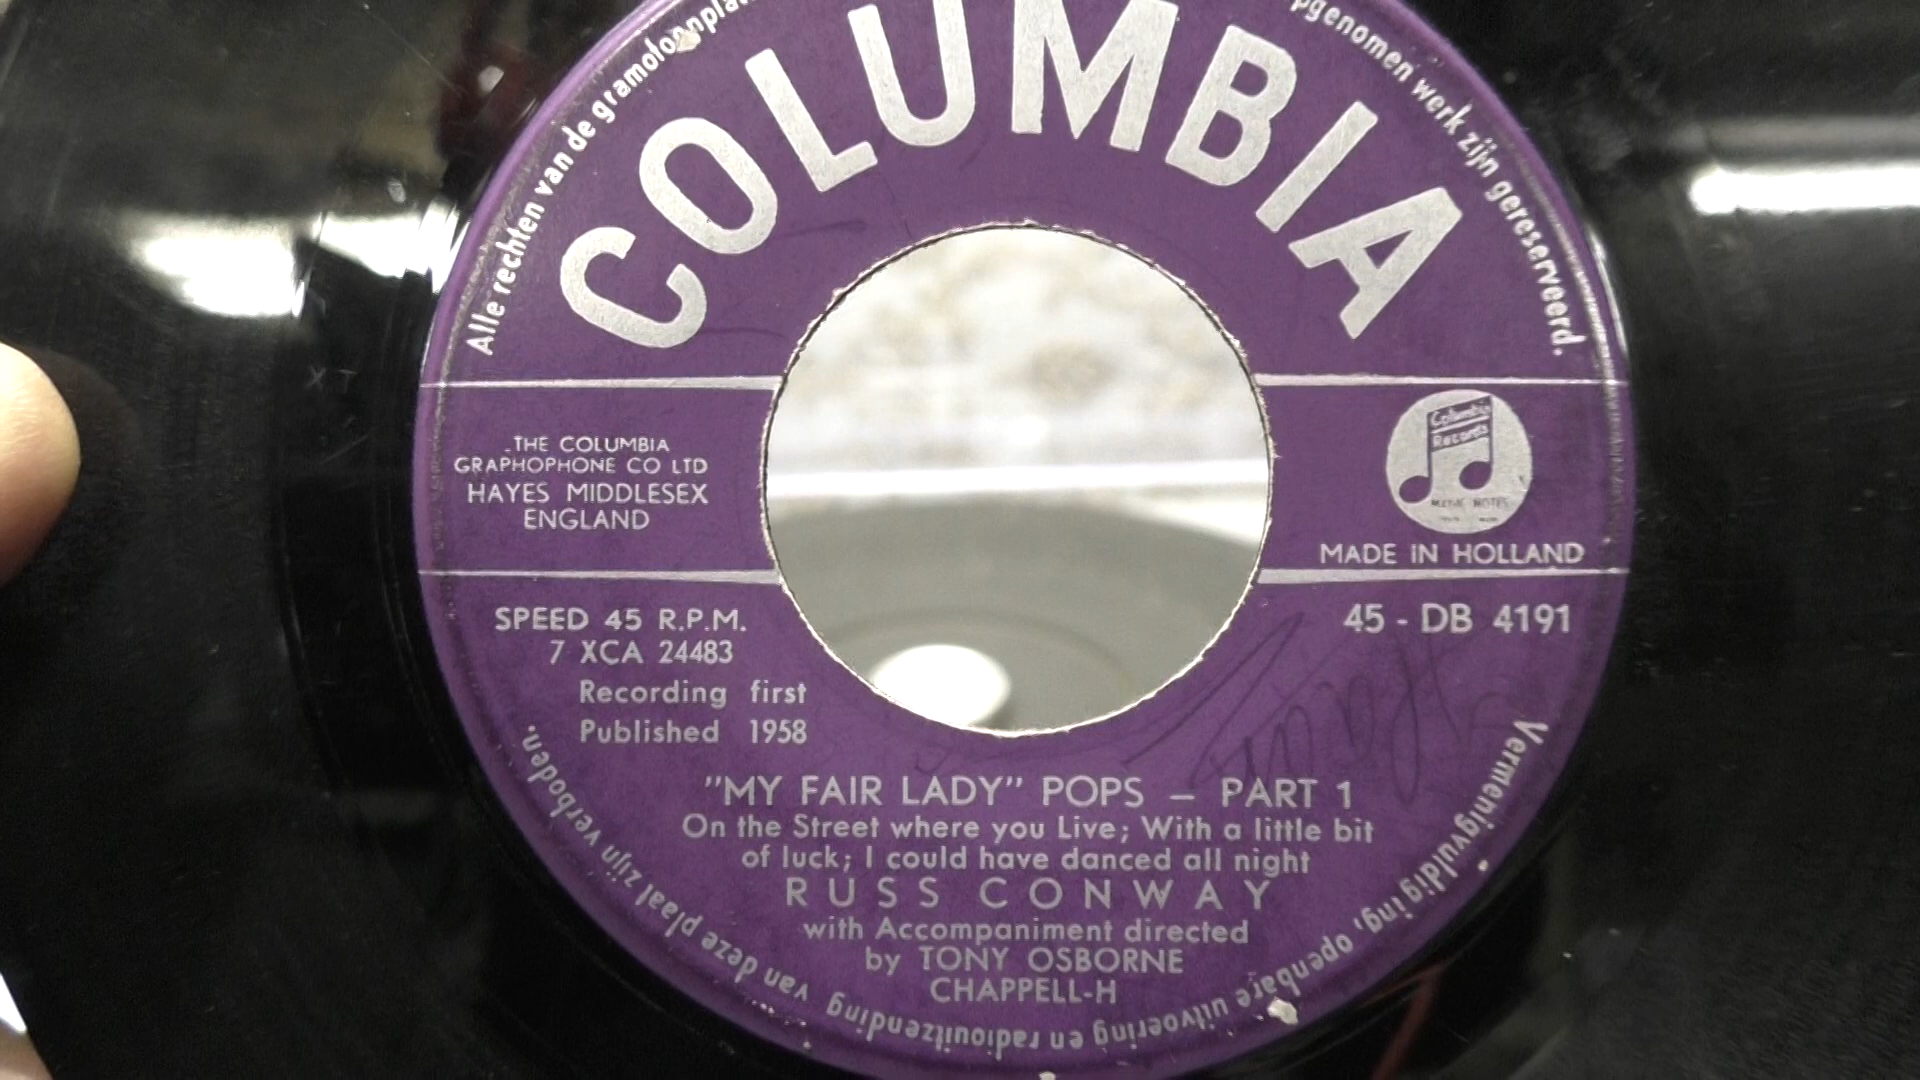 COLUMBIA
Alle rechten van de gramofoonplat
opgenomen werk zijn gereserveerd.
THE COLUMBIA
GRAPHOPHONE CO LTD
HAYES MIDDLESEX
ENGLAND
Columbia
Records
NOTES
MADE IN HOLLAND
SPEED 45 R.P.M.
7 XCA 24483
Recording first
Published 1958
45 - DB 4191
"MY FAIR LADY" POPS – PART 1
On the Street where you Live; With a little bit
of luck; I could have danced all night
RUSS CONWAY
with Accompaniment directed
by TONY OSBORNE
CHAPPELL-H
Vermenigvuldiging, openbare uitvoering en radiouitzending van deze plaat zijn verboden.